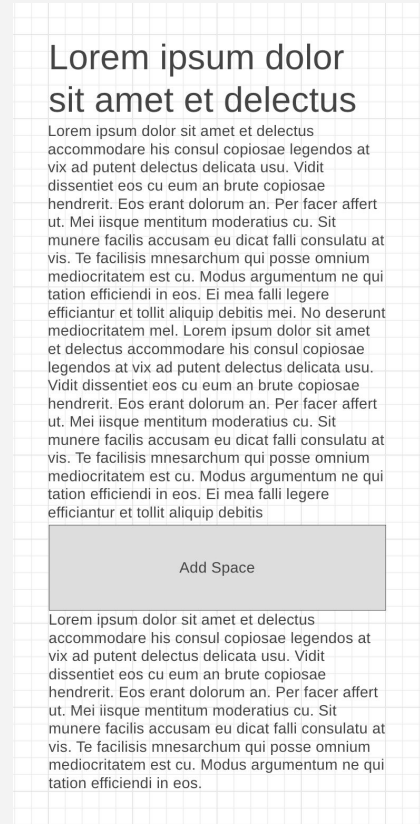 Lorem ipsum dolor
sit amet et delectus
Lorem ipsum dolor sit amet et delectus
accommodare his consul copiosae legendos at
vix ad putent delectus delicata usu. Vidit
dissentiet eos cu eum an brute copiosae
hendrerit. Eos erant dolorum an. Per facer affert
ut. Mei iisque mentitum moderatius cu. Sit
munere facilis accusam eu dicat falli consulatu at
vis. Te facilisis mnesarchum qui posse omnium
mediocritatem est cu. Modus argumentum ne qui
tation efficiendi in eos. Ei mea falli legere
efficiantur et tollit aliquip debitis mei. No deserunt
mediocritatem mel. Lorem ipsum dolor sit amet
et delectus accommodare his consul copiosae
legendos at vix ad putent delectus delicata usu.
Vidit dissentiet eos cu eum an brute copiosae
hendrerit. Eos erant dolorum an. Per facer affert
ut. Mei iisque mentitum moderatius cu. Sit
munere facilis accusam eu dicat falli consulatu at
vis. Te facilisis mnesarchum qui posse omnium
mediocritatem est cu. Modus argumentum ne qui
tation efficiendi in eos. Ei mea falli legere
efficiantur et tollit aliquip debitis
Add Space
Lorem ipsum dolor sit amet et delectus
accommodare his consul copiosae legendos at
vix ad putent delectus delicata usu. Vidit
dissentiet eos cu eum an brute copiosae
hendrerit. Eos erant dolorum an. Per facer affert
ut. Mei iisque mentitum moderatius cu. Sit
munere facilis accusam eu dicat falli consulatu at
vis. Te facilisis mnesarchum qui posse omnium
mediocritatem est cu. Modus argumentum ne qui
tation efficiendi in eos.